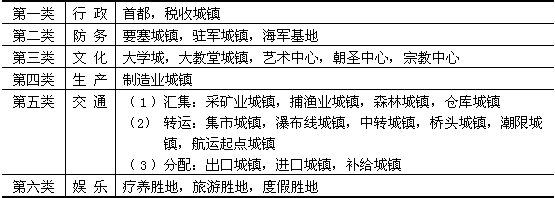 第一类 行政 首都，税收城镇
第二类 防务 要塞城镇，驻军城镇，海军基地
第三类 文化 大学城，大教堂城镇，艺术中心，朝圣中心，宗教中心
第四类 生产 制造业城镇
第五类 交通 （1）汇集：采矿业城镇，捕渔业城镇，森林城镇，仓库城镇
（2） 转运：集市城镇，瀑布线城镇，中转城镇，桥头城镇，潮限城
镇，航运起点城镇
（3）分配：出口城镇，进口城镇，补给城镇
第六类 娱乐 疗养胜地，旅游胜地，度假胜地